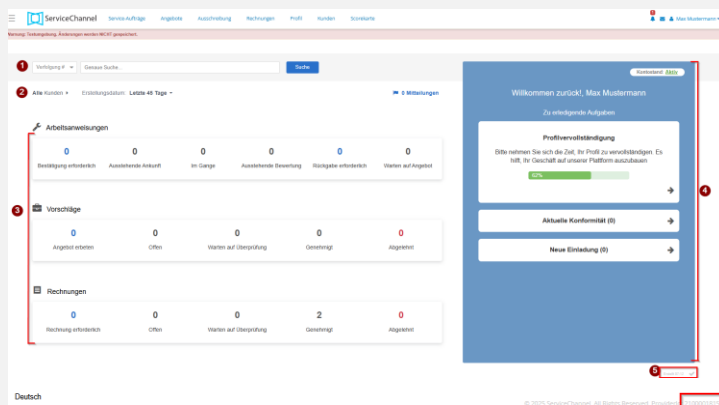 ServiceChannel Service-Aufträge Angebote Ausschreibung Rechnungen Profil Kunden Scorekarte Max Mustermann
Warnung: Testumgebung. Änderungen werden NICHT gespeichert.
1 Verfolgung # Genaue Suche... Suche
Kontostand: Aktiv
2 Alle Kunden Erstellungsdatum: Letzte 45 Tage 0 Mitteilungen
Willkommen zurück!, Max Mustermann
Zu erledigende Aufgaben
Arbeitsanweisungen
0 0 0 0 0 0
Bestätigung erforderlich Ausstehende Ankunft Im Gange Ausstehende Bewertung Rückgabe erforderlich Warten auf Angebot
Profilvervollständigung
Bitte nehmen Sie sich die Zeit, Ihr Profil zu vervollständigen. Es
hilft, Ihr Geschäft auf unserer Plattform auszubauen
62%
4
3
Vorschläge
0 0 0 0 0
Angebot erbeten Offen Warten auf Überprüfung Genehmigt Abgelehnt
Aktuelle Konformität (0)
Neue Einladung (0)
Rechnungen
0 0 0 2 0
Rechnung erforderlich Offen Warten auf Überprüfung Genehmigt Abgelehnt
5
Deutsch
© 2025 ServiceChannel. All Rights Reserved.